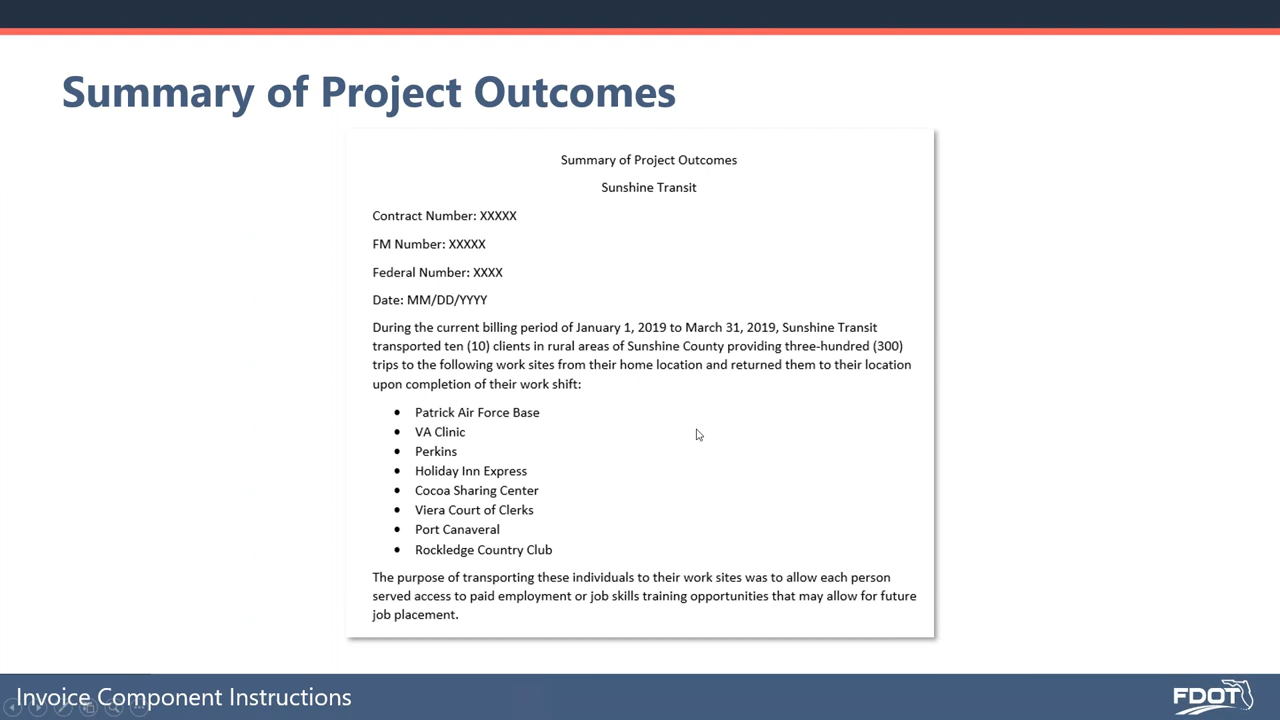 Summary of Project Outcomes
Summary of Project Outcomes
Sunshine Transit
Contract Number: XXXXX
FM Number: XXXXX
Federal Number: XXXX
Date: MM/DD/YYYY
During the current billing period of January 1, 2019 to March 31, 2019, Sunshine Transit
transported ten (10) clients in rural areas of Sunshine County providing three-hundred (300)
trips to the following work sites from their home location and returned them to their location
upon completion of their work shift:
• Patrick Air Force Base
• VA Clinic
• Perkins
• Holiday Inn Express
• Cocoa Sharing Center
• Viera Court of Clerks
• Port Canaveral
• Rockledge Country Club
The purpose of transporting these individuals to their work sites was to allow each person
served access to paid employment or job skills training opportunities that may allow for future
job placement.
Invoice Component Instructions
FDOT